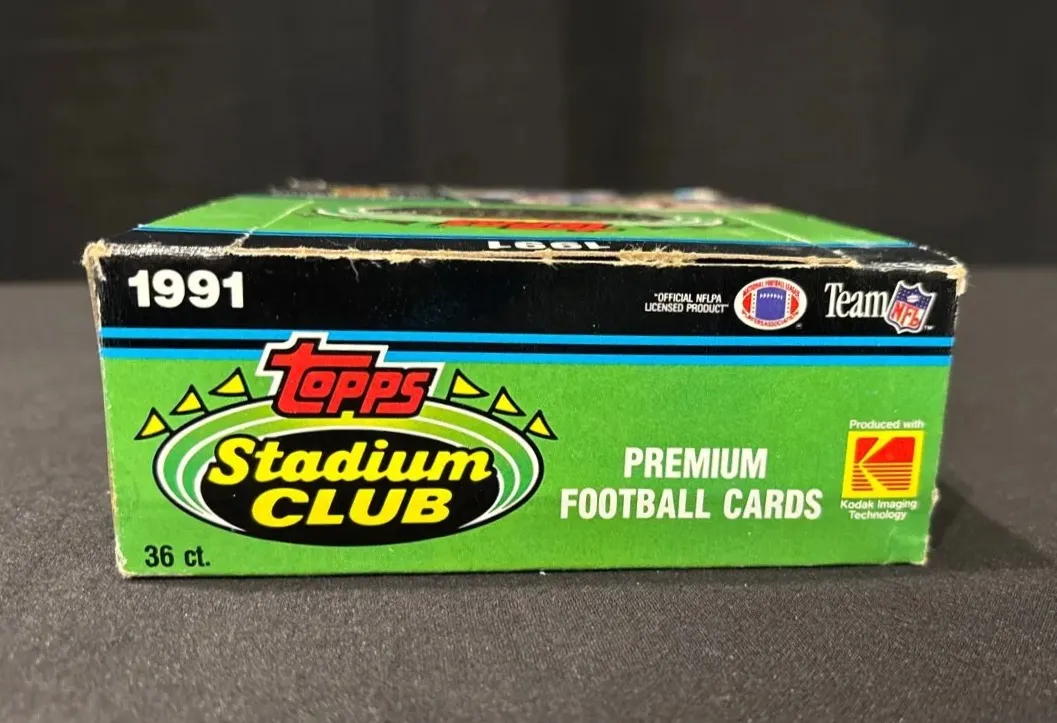 1991
1991
"OFFICIAL NFLPA
LICENSED PRODUCT"
Team NFL
TOPPS
Stadium
CLUB
PREMIUM
FOOTBALL CARDS
Produced with
Kodak Imaging
Technology
36 ct.